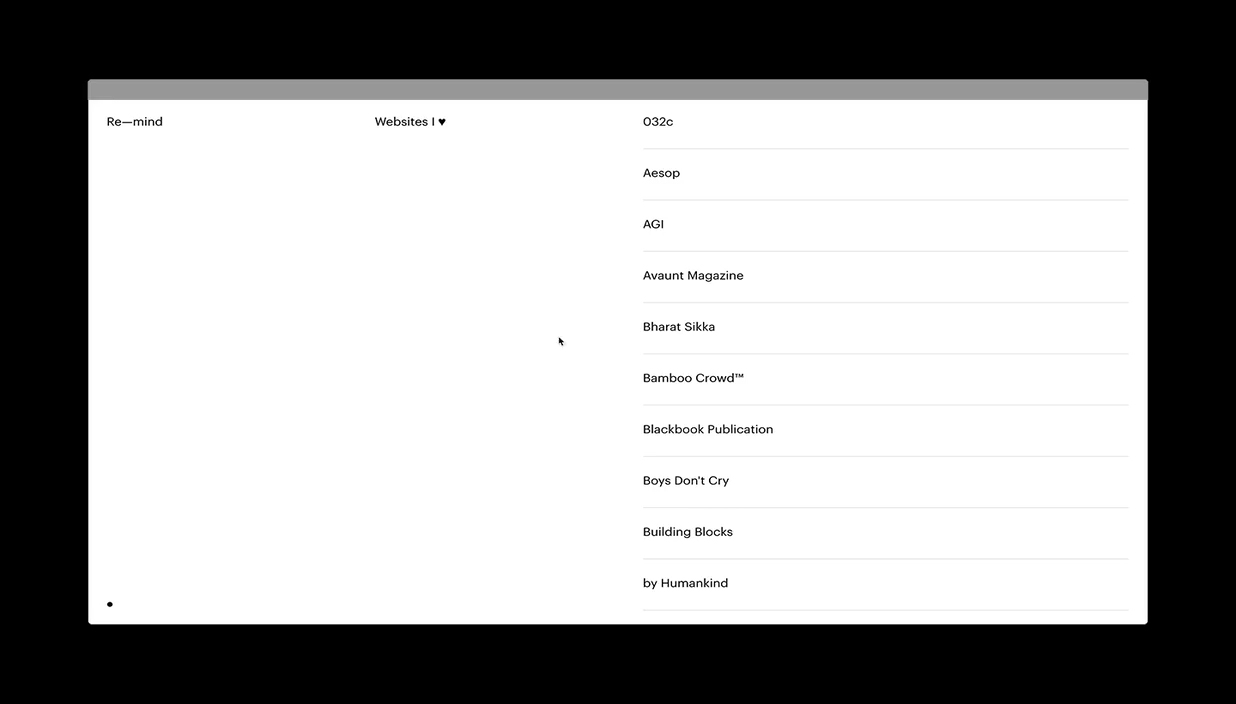 Re—mind
Websites I ♥
032c
Aesop
AGI
Avaunt Magazine
Bharat Sikka
Bamboo Crowd™
Blackbook Publication
Boys Don't Cry
Building Blocks
by Humankind